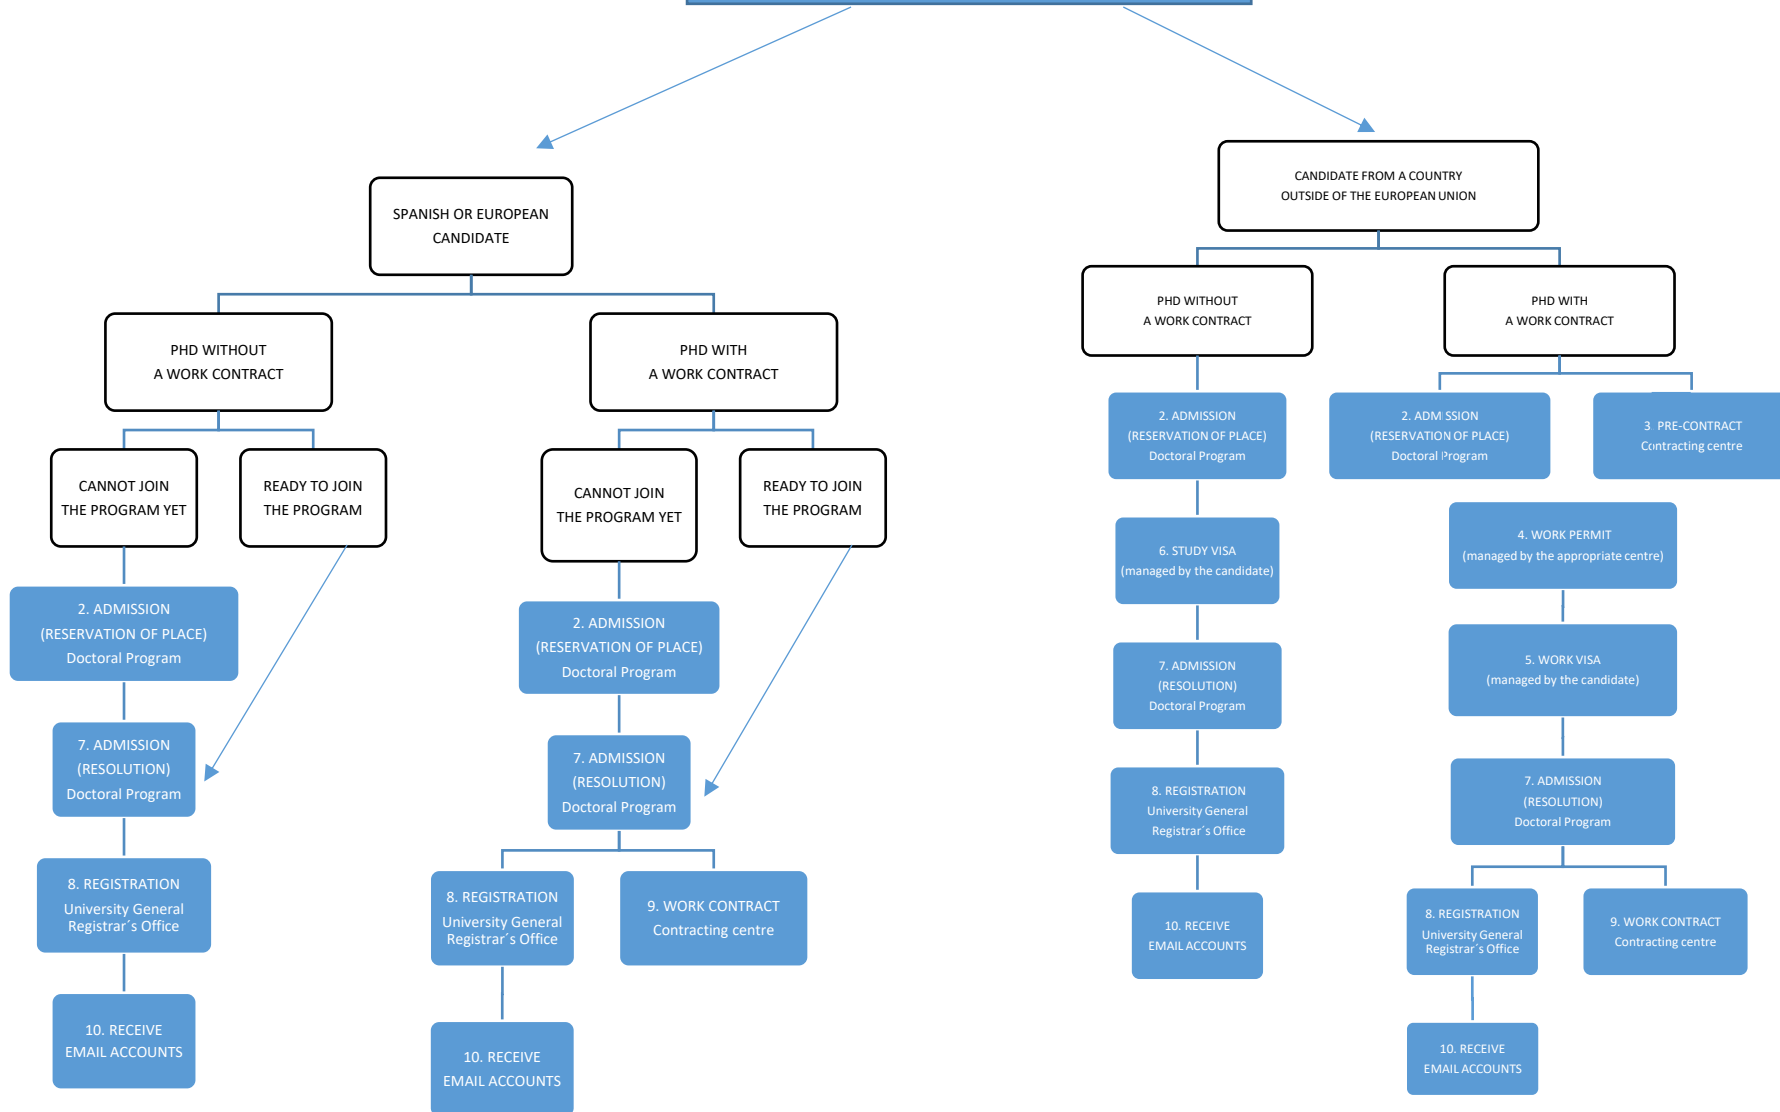 SPANISH OR EUROPEAN
CANDIDATE
PHD WITHOUT
A WORK CONTRACT
PHD WITH
A WORK CONTRACT
CANNOT JOIN
THE PROGRAM YET
READY TO JOIN
THE PROGRAM
CANNOT JOIN
THE PROGRAM YET
READY TO JOIN
THE PROGRAM
2. ADMISSION
(RESERVATION OF PLACE)
Doctoral Program
7. ADMISSION
(RESOLUTION)
Doctoral Program
8. REGISTRATION
University General
Registrar´s Office
10. RECEIVE
EMAIL ACCOUNTS
2. ADMISSION
(RESERVATION OF PLACE)
Doctoral Program
7. ADMISSION
(RESOLUTION)
Doctoral Program
8. REGISTRATION
University General
Registrar´s Office
9. WORK CONTRACT
Contracting centre
10. RECEIVE
EMAIL ACCOUNTS
CANDIDATE FROM A COUNTRY
OUTSIDE OF THE EUROPEAN UNION
PHD WITHOUT
A WORK CONTRACT
PHD WITH
A WORK CONTRACT
2. ADMISSION
(RESERVATION OF PLACE)
Doctoral Program
6. STUDY VISA
(managed by the candidate)
7. ADMISSION
(RESOLUTION)
Doctoral Program
8. REGISTRATION
University General
Registrar´s Office
10. RECEIVE
EMAIL ACCOUNTS
2. ADMISSION
(RESERVATION OF PLACE)
Doctoral Program
3. PRE-CONTRACT
Contracting centre
4. WORK PERMIT
(managed by the appropriate centre)
5. WORK VISA
(managed by the candidate)
7. ADMISSION
(RESOLUTION)
Doctoral Program
8. REGISTRATION
University General
Registrar´s Office
9. WORK CONTRACT
Contracting centre
10. RECEIVE
EMAIL ACCOUNTS